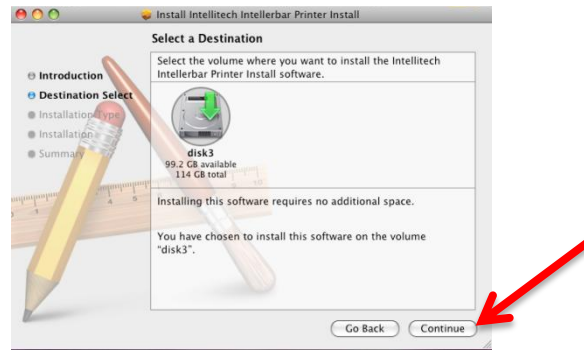 Install Intellitech Intellerbar Printer Install
Select a Destination
Introduction
Destination Select
Installation Type
Installation
Summary
Select the volume where you want to install the Intellitech
Intellerbar Printer Install software.
disk3
99.2 GB available
114 GB total
Installing this software requires no additional space.
You have chosen to install this software on the volume
“disk3”.
Go Back
Continue